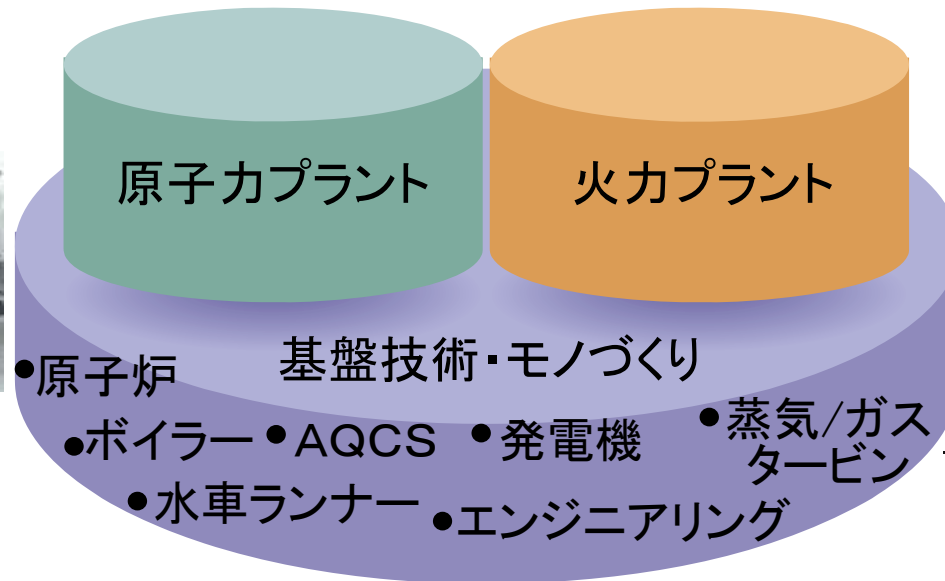 原子力プラント
火力プラント
基盤技術・モノづくり
●原子炉
●ボイラー ●AQCS ●発電機 ●蒸気/ガス
タービン
●水車ランナー ●エンジニアリング